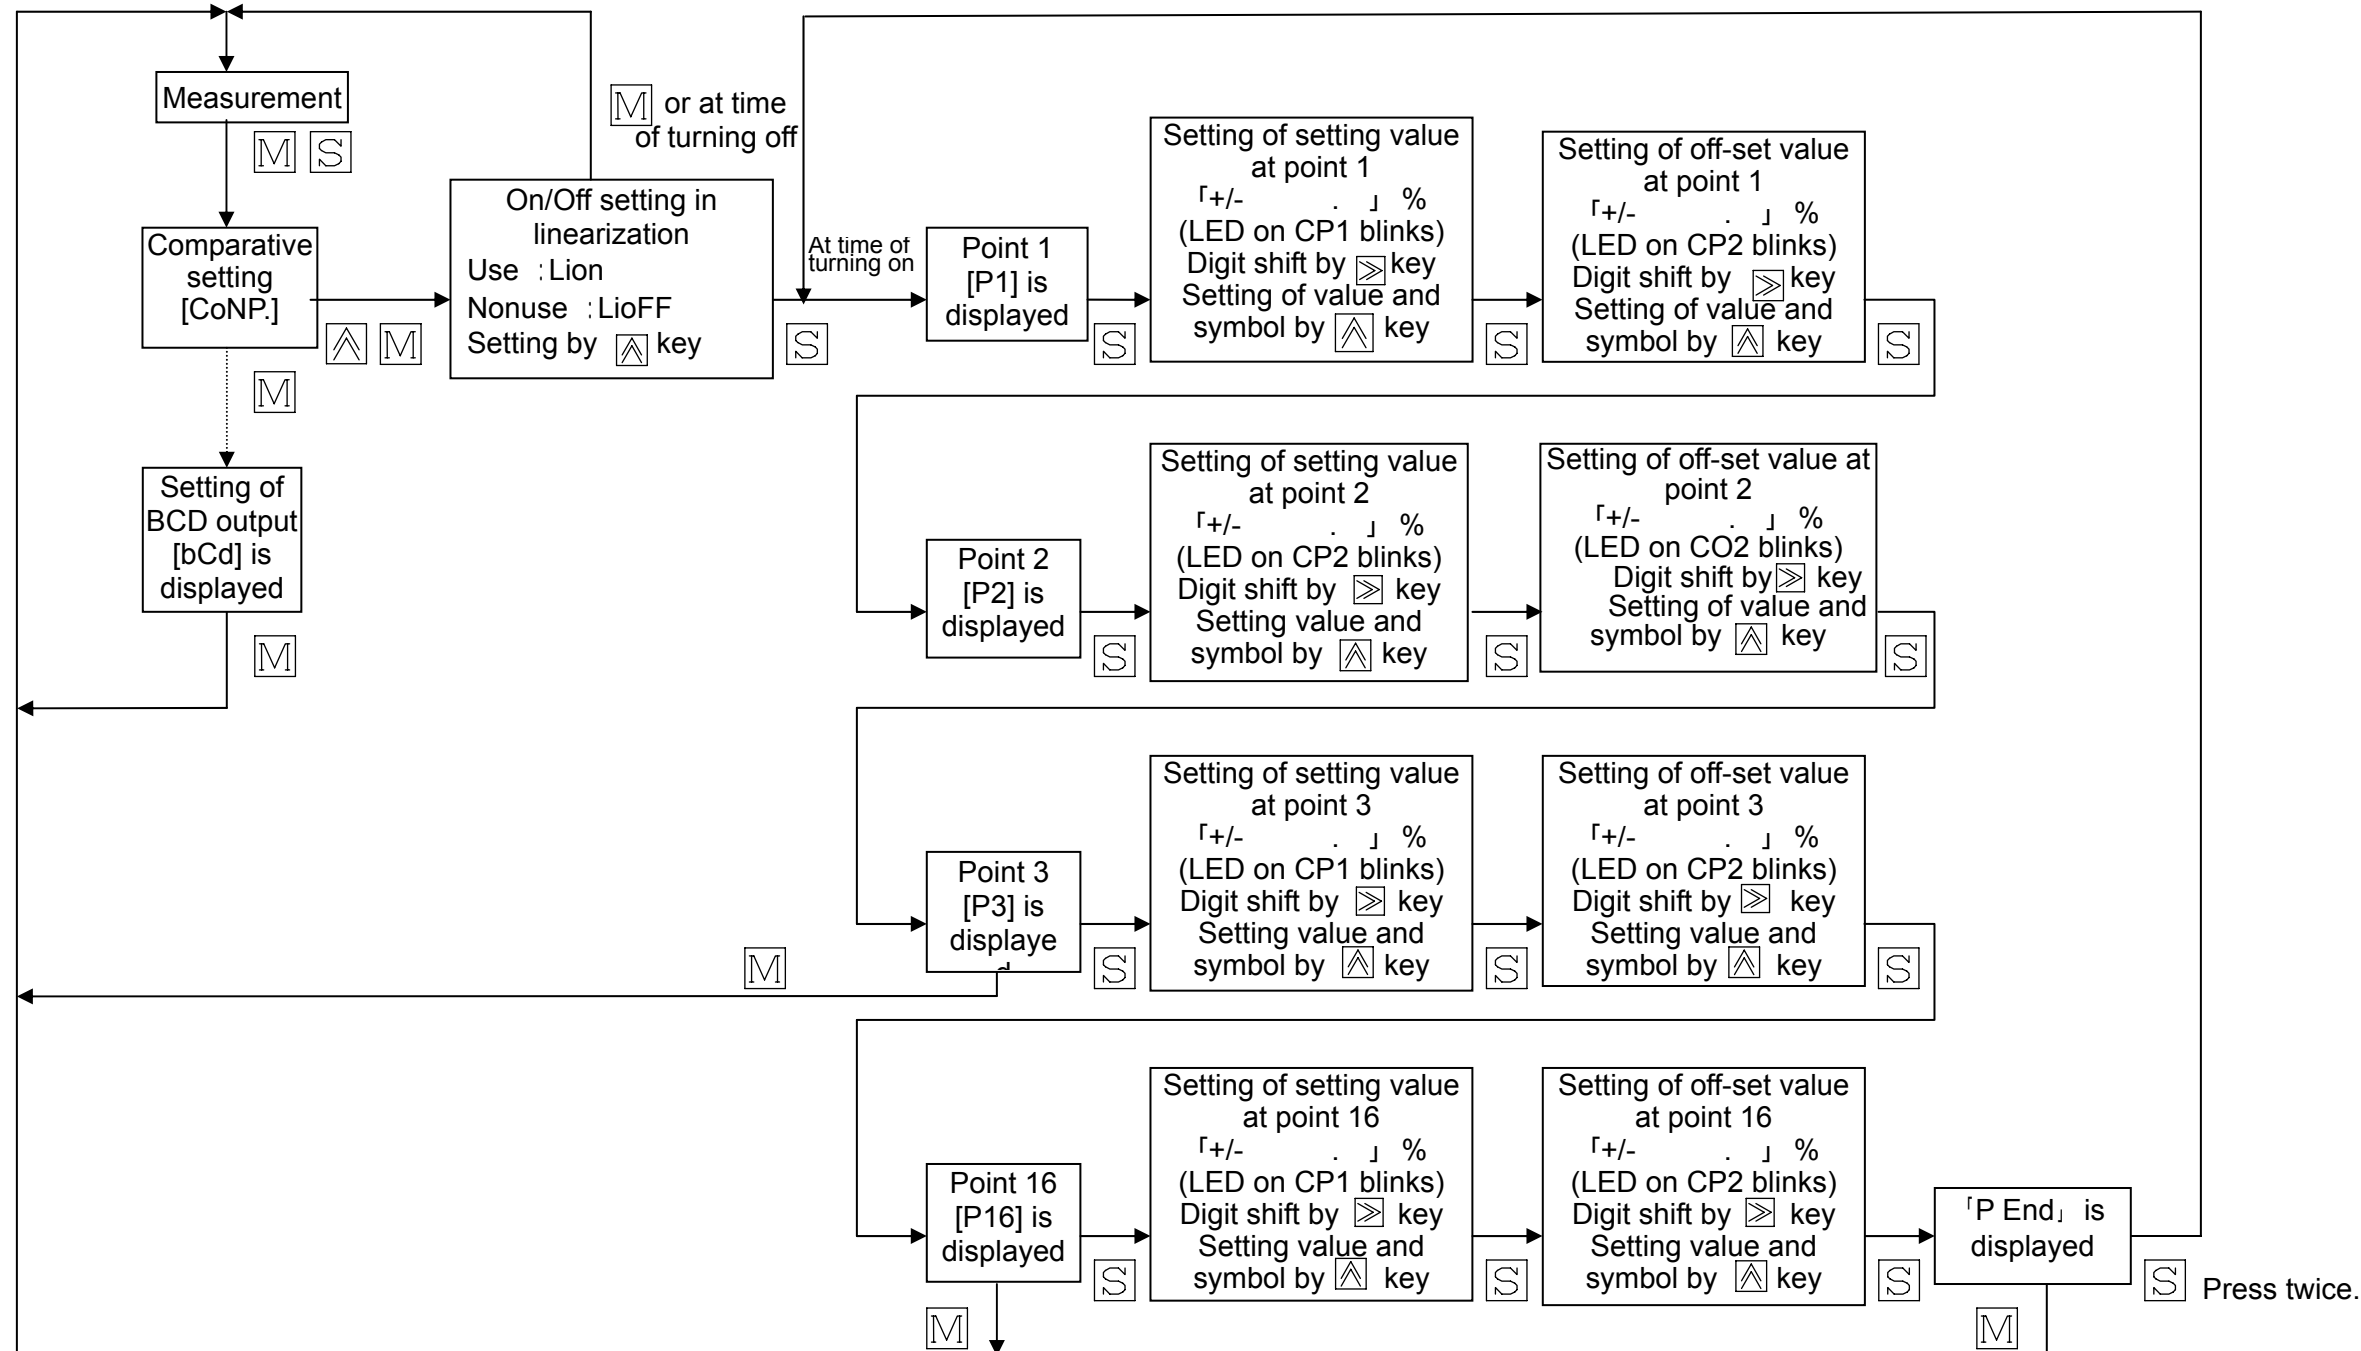 Measurement
M S
Comparative
setting
[CoNP.]
M
Setting of
BCD output
[bCd] is
displayed
M
M or at time
of turning off
On/Off setting in
linearization
Use :Lion
Nonuse :LioFF
Setting by key
M
At time of
turning on
S
Point 1
[P1] is
displayed
S
Setting of setting value
at point 1
「+/- . 」 %
(LED on CP1 blinks)
Digit shift by ≫ key
Setting of value and
symbol by key
S
Setting of off-set value
at point 1
「+/- . 」 %
(LED on CP2 blinks)
Digit shift by ≫ key
Setting of value and
symbol by key
S
Point 2
[P2] is
displayed
S
Setting of setting value
at point 2
「+/- . 」 %
(LED on CP2 blinks)
Digit shift by ≫ key
Setting value and
symbol by key
S
Setting of off-set value at
point 2
「+/- . 」 %
(LED on CO2 blinks)
Digit shift by ≫ key
Setting of value and
symbol by key
S
Point 3
[P3] is
displaye
M
S
Setting of setting value
at point 3
「+/- . 」 %
(LED on CP1 blinks)
Digit shift by ≫ key
Setting value and
symbol by key
S
Setting of off-set value
at point 3
「+/- . 」 %
(LED on CP2 blinks)
Digit shift by ≫ key
Setting value and
symbol by key
S
Point 16
[P16] is
displayed
M
S
Setting of setting value
at point 16
「+/- . 」 %
(LED on CP1 blinks)
Digit shift by ≫ key
Setting value and
symbol by key
S
Setting of off-set value
at point 16
「+/- . 」 %
(LED on CP2 blinks)
Digit shift by ≫ key
Setting value and
symbol by key
S
「P End」 is
displayed
M
S Press twice.